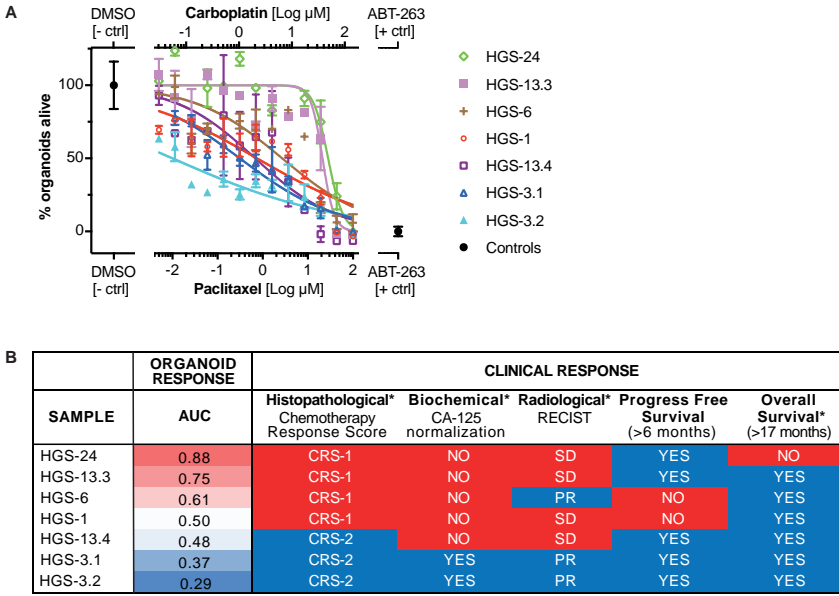 A
DMSO
[- ctrl]
Carboplatin [Log µM]
ABT-263
[+ ctrl]
-1 0 1 2
% organoids alive
100
50
0
HGS-24
HGS-13.3
HGS-6
HGS-1
HGS-13.4
HGS-3.1
HGS-3.2
Controls
-2 -1 0 1 2
DMSO
[- ctrl]
Paclitaxel [Log µM]
ABT-263
[+ ctrl]
B
ORGANOID
RESPONSE
CLINICAL RESPONSE
SAMPLE
AUC
Histopathological*
Chemotherapy
Response Score
Biochemical*
CA-125
normalization
Radiological*
RECIST
Progress Free
Survival
(>6 months)
Overall
Survival*
(>17 months)
HGS-24 0.88 CRS-1 NO SD YES NO
HGS-13.3 0.75 CRS-1 NO SD YES YES
HGS-6 0.61 CRS-1 NO PR NO YES
HGS-1 0.50 CRS-1 NO SD NO YES
HGS-13.4 0.48 CRS-2 NO SD YES YES
HGS-3.1 0.37 CRS-2 YES PR YES YES
HGS-3.2 0.29 CRS-2 YES PR YES YES